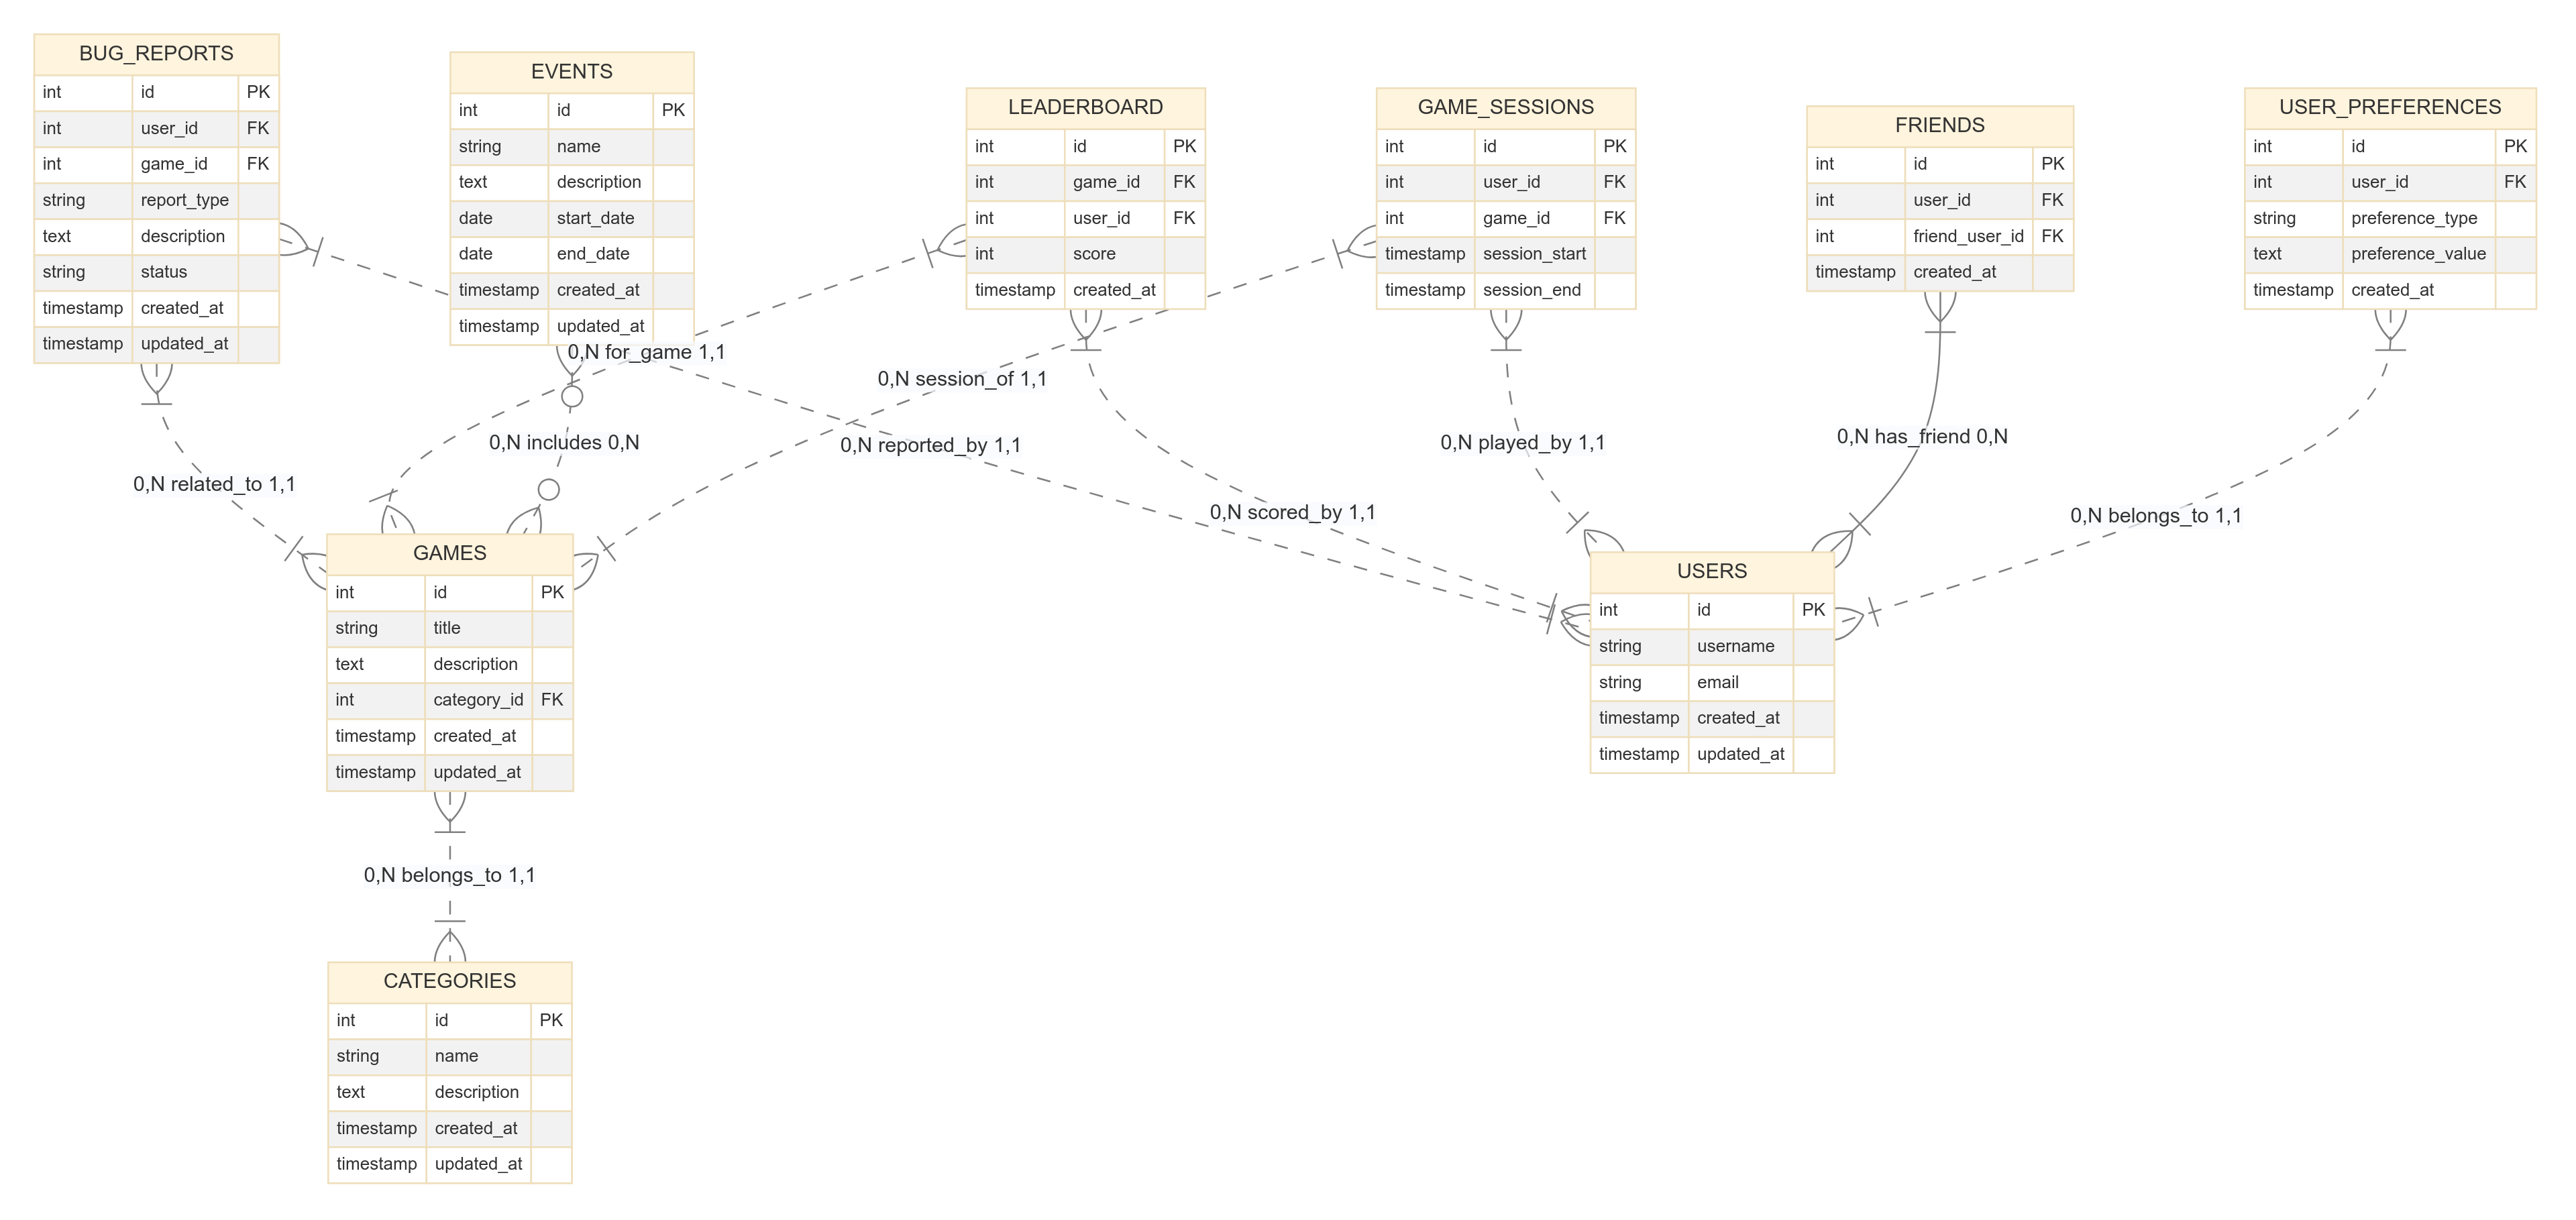 BUG_REPORTS
int id PK
int user_id FK
int game_id FK
string report_type
text description
string status
timestamp created_at
timestamp updated_at
EVENTS
int id PK
string name
text description
date start_date
date end_date
timestamp created_at
timestamp updated_at
LEADERBOARD
int id PK
int game_id FK
int user_id FK
int score
timestamp created_at
GAME_SESSIONS
int id PK
int user_id FK
int game_id FK
timestamp session_start
timestamp session_end
FRIENDS
int id PK
int user_id FK
int friend_user_id FK
timestamp created_at
USER_PREFERENCES
int id PK
int user_id FK
string preference_type
text preference_value
timestamp created_at
0,N for_game 1,1
0,N session_of 1,1
0,N includes 0,N
0,N reported_by 1,1
0,N played_by 1,1
0,N has_friend 0,N
0,N related_to 1,1
0,N scored_by 1,1
0,N belongs_to 1,1
GAMES
int id PK
string title
text description
int category_id FK
timestamp created_at
timestamp updated_at
USERS
int id PK
string username
string email
timestamp created_at
timestamp updated_at
0,N belongs_to 1,1
CATEGORIES
int id PK
string name
text description
timestamp created_at
timestamp updated_at